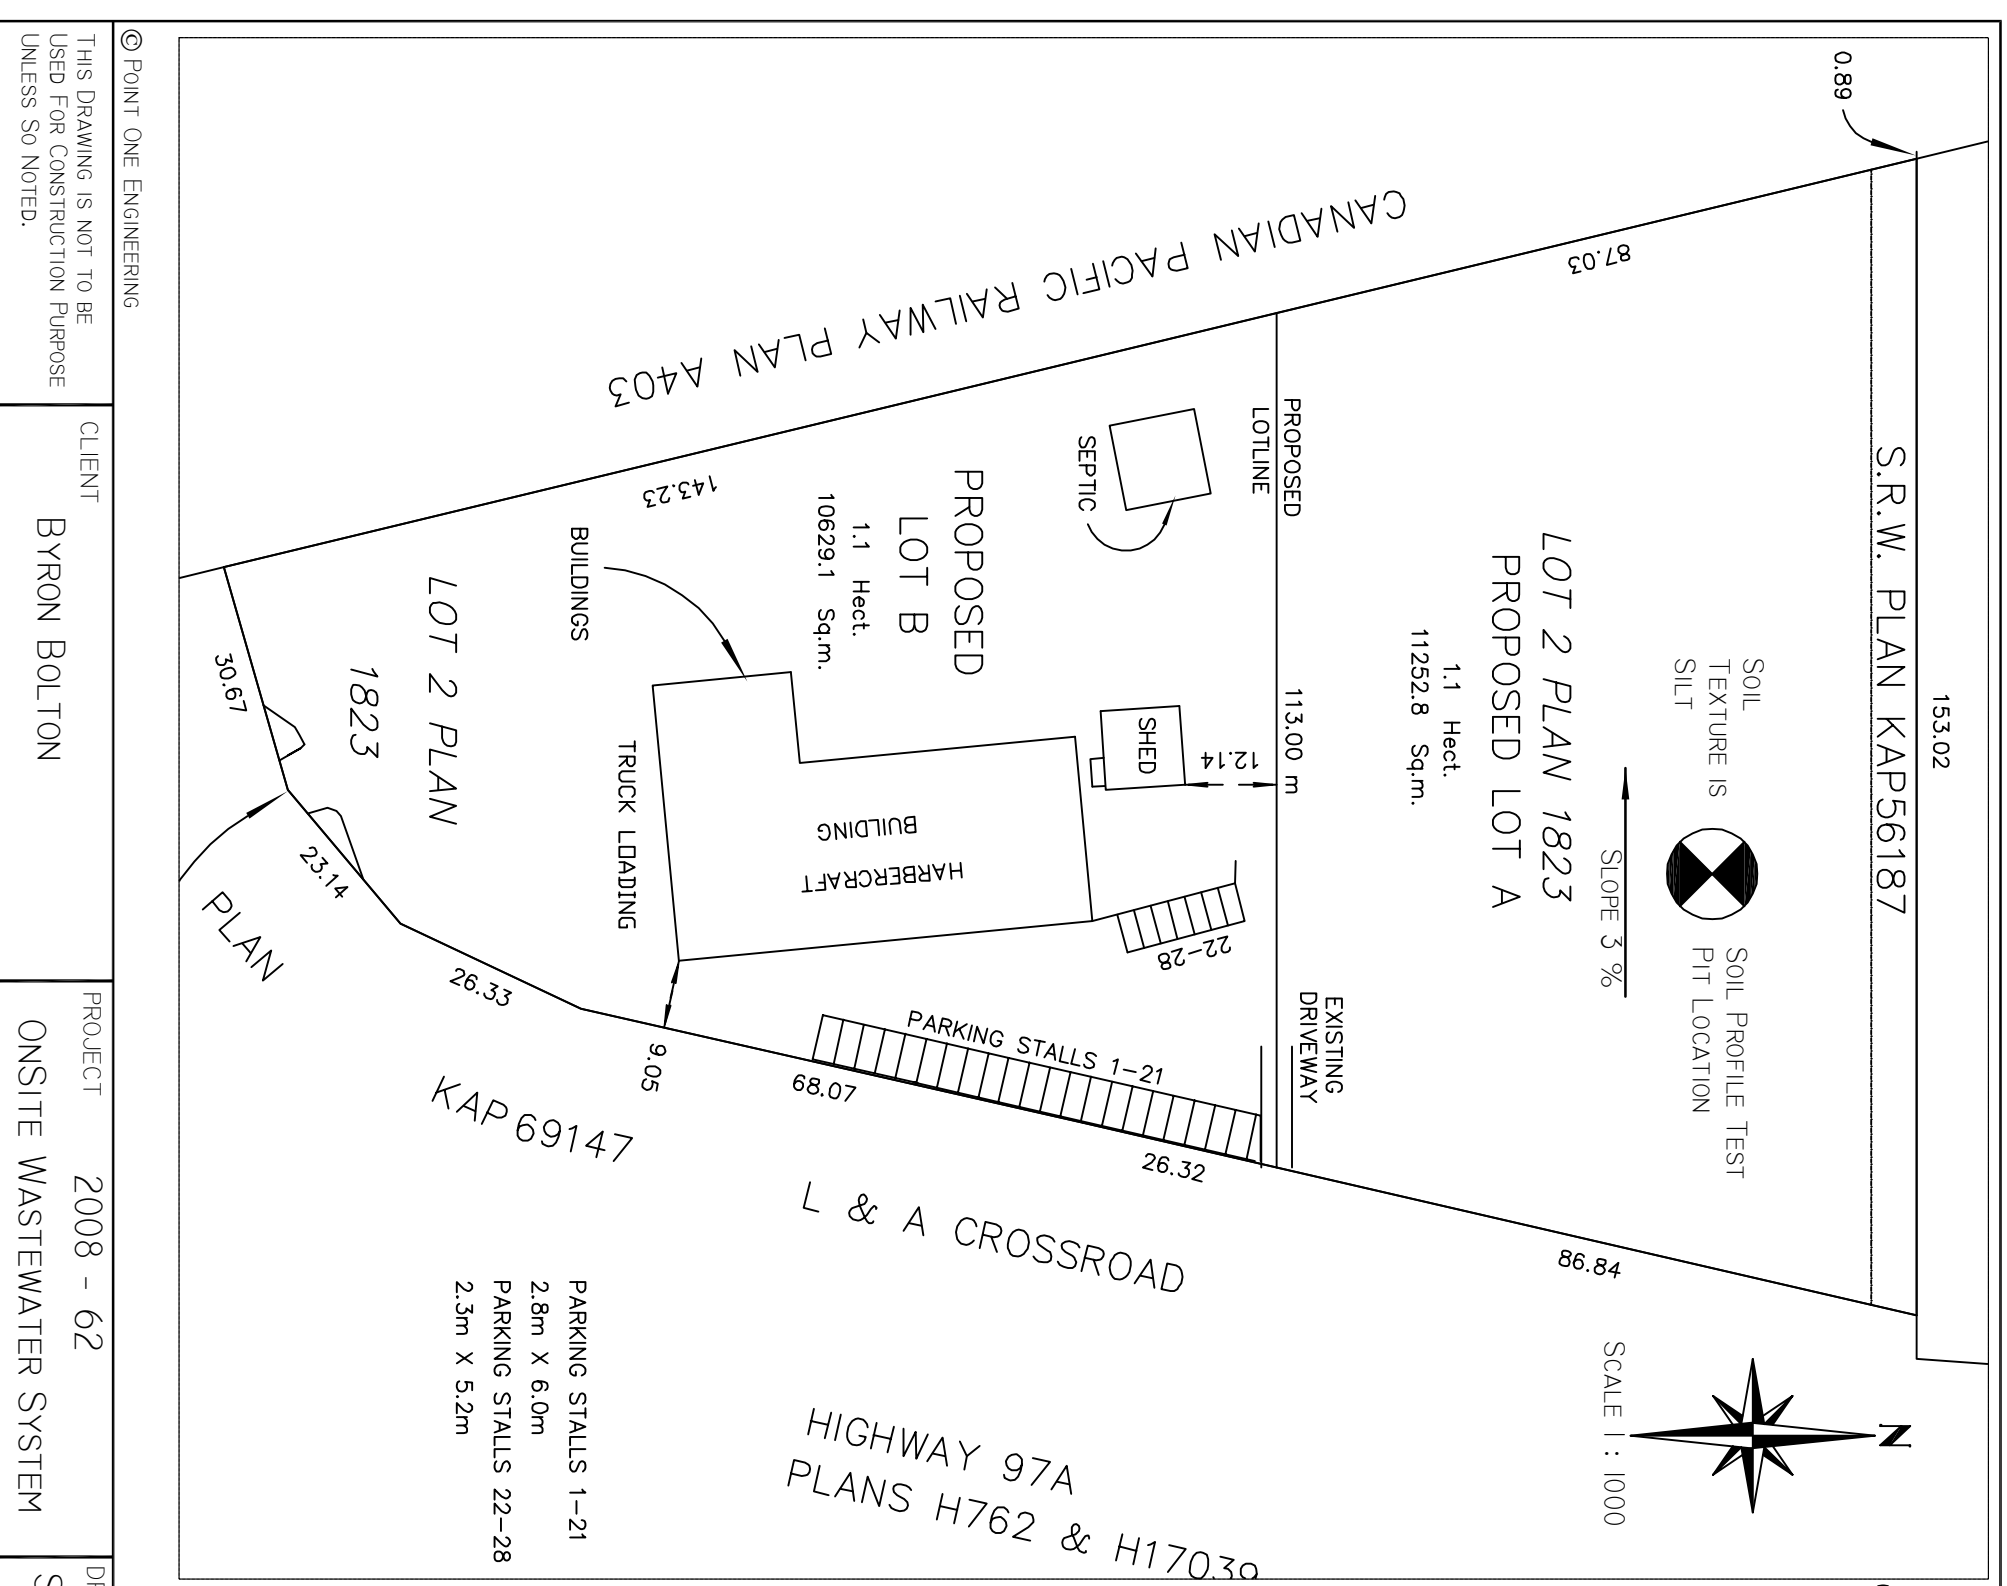 N
SCALE 1 : 1000
153.02
0.89
S.R.W. PLAN KAP56187
SOIL
TEXTURE IS
SILT
SOIL PROFILE TEST
PIT LOCATION
SLOPE 3 %
87.03
86.84
LOT 2 PLAN 1823
PROPOSED LOT A
1.1 Hect.
11252.8 Sq.m.
CANADIAN PACIFIC RAILWAY PLAN A403
EXISTING
DRIVEWAY
PROPOSED
LOTLINE
113.00 m
12.14
SHED
SEPTIC
22-28
PARKING STALLS 1-21
26.32
68.07
PROPOSED
LOT B
1.1 Hect.
10629.1 Sq.m.
HARBERCRAFT
BUILDING
143.23
BUILDINGS
TRUCK LOADING
9.05
LOT 2 PLAN
1823
30.67
23.14
26.33
PLAN
KAP 69147
L & A CROSSROAD
HIGHWAY 97A
PLANS H762 & H17039
PARKING STALLS 1-21
2.8m X 6.0m
PARKING STALLS 22-28
2.3m X 5.2m
© POINT ONE ENGINEERING
THIS DRAWING IS NOT TO BE
USED FOR CONSTRUCTION PURPOSE
UNLESS SO NOTED.
CLIENT
BYRON BOLTON
PROJECT 2008 - 62
ONSITE WASTEWATER SYSTEM